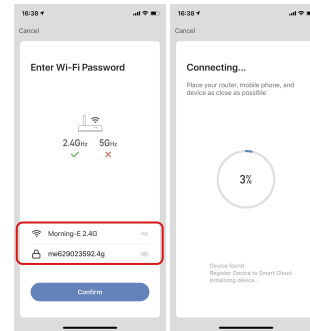 16:38
Cancel
Enter Wi-Fi Password
2.4GHz 5GHz
Morning-E 2.4G
me629023592.4g
Confirm
16:38
Cancel
Connecting...
Place your router, mobile phone, and
device as close as possible
3%
Device found
Register Device to Smart Cloud
Initializing device...